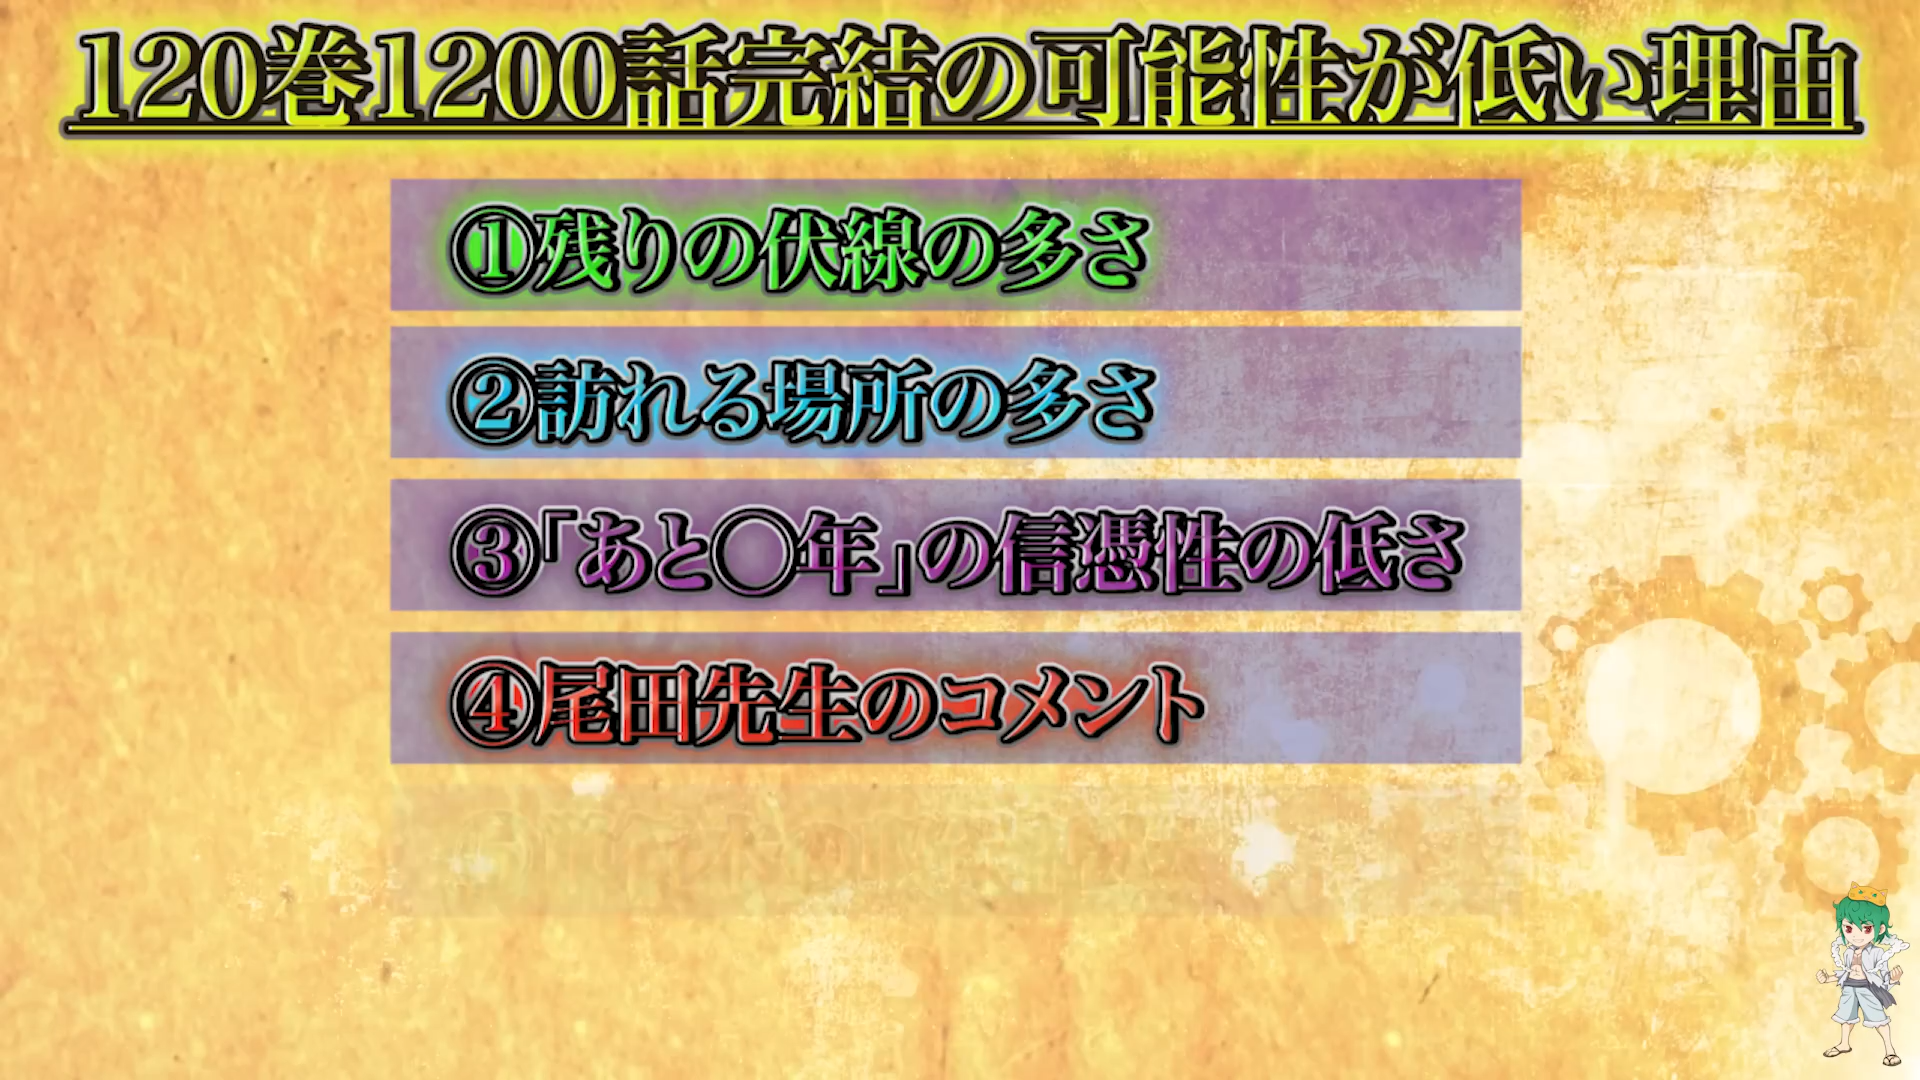 120巻1200話完結の可能性が低い理由
①残りの伏線の多さ
②訪れる場所の多さ
③「あと◯年」の信憑性の低さ
④尾田先生のコメント